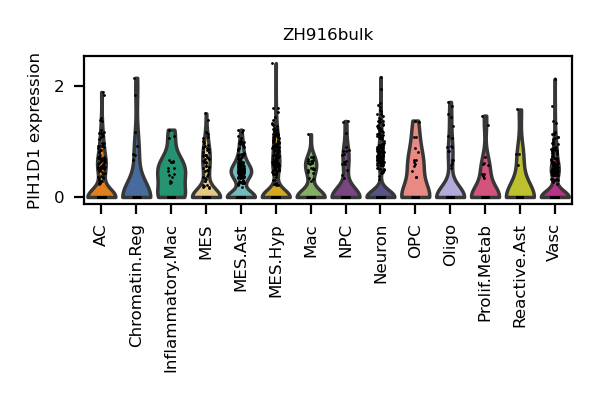 ZH916bulk
PIH1D1 expression
2
0
AC
Chromatin.Reg
Inflammatory.Mac
MES
MES.Ast
MES.Hyp
Mac
NPC
Neuron
OPC
Oligo
Prolif.Metab
Reactive.Ast
Vasc